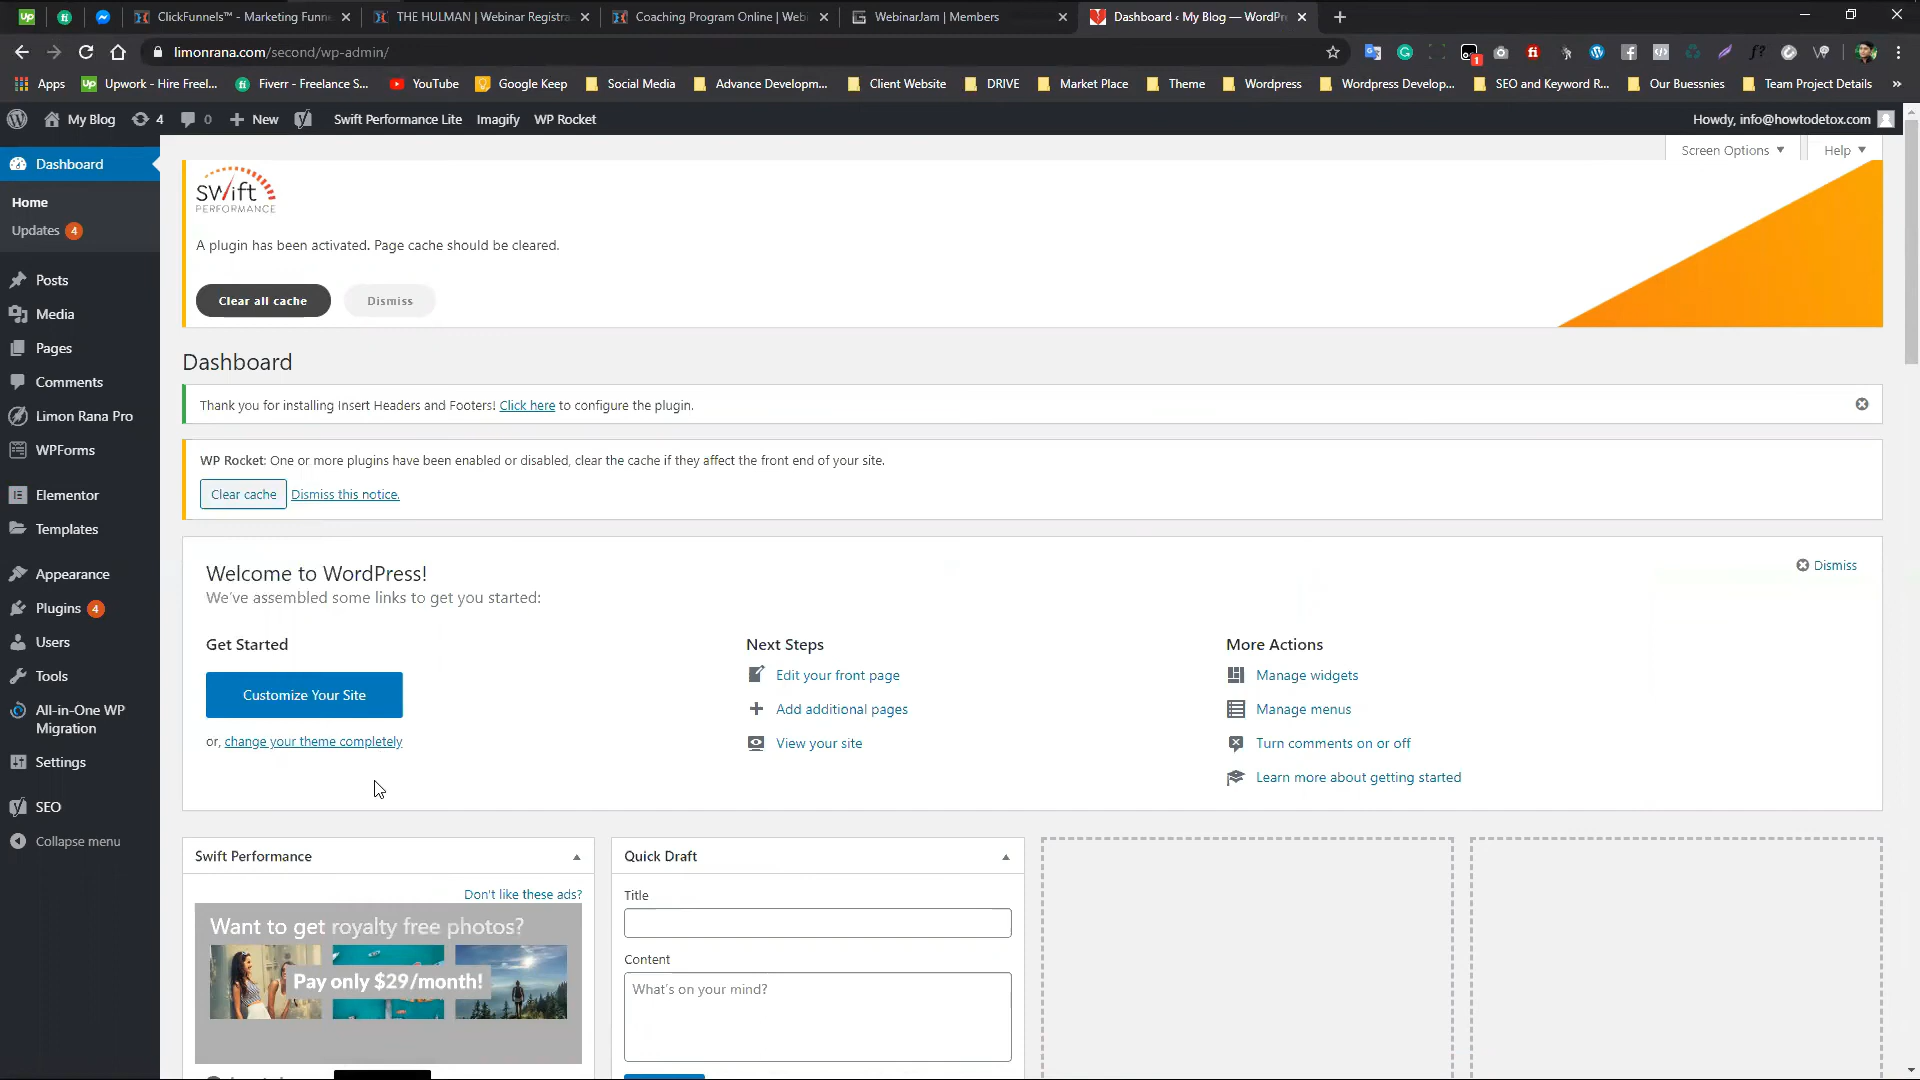 ClickFunnels™ - Marketing Funne
THE HULMAN | Webinar Registra
Coaching Program Online | Webi
WebinarJam | Members
Dashboard ‹ My Blog — WordPr
limonrana.com/second/wp-admin/
Apps
Upwork - Hire Freel...
Fiverr - Freelance S...
YouTube
Google Keep
Social Media
Advance Developm...
Client Website
DRIVE
Market Place
Theme
Wordpress
Wordpress Develop...
SEO and Keyword R...
Our Buessnies
Team Project Details
My Blog
4
0
New
Swift Performance Lite
Imagify
WP Rocket
Howdy, info@howtodetox.com
Dashboard
Home
Updates 4
Posts
Media
Pages
Comments
Limon Rana Pro
WPForms
Elementor
Templates
Appearance
Plugins 4
Users
Tools
All-in-One WP
Migration
Settings
SEO
Collapse menu
Screen Options
Help
swift
PERFORMANCE
A plugin has been activated. Page cache should be cleared.
Clear all cache
Dismiss
Dashboard
Thank you for installing Insert Headers and Footers! Click here to configure the plugin.
WP Rocket: One or more plugins have been enabled or disabled, clear the cache if they affect the front end of your site.
Clear cache
Dismiss this notice.
Welcome to WordPress!
Dismiss
We've assembled some links to get you started:
Get Started
Customize Your Site
or, change your theme completely
Next Steps
Edit your front page
Add additional pages
View your site
More Actions
Manage widgets
Manage menus
Turn comments on or off
Learn more about getting started
Swift Performance
Don't like these ads?
Want to get royalty free photos?
Pay only $29/month!
Quick Draft
Title
Content
What's on your mind?